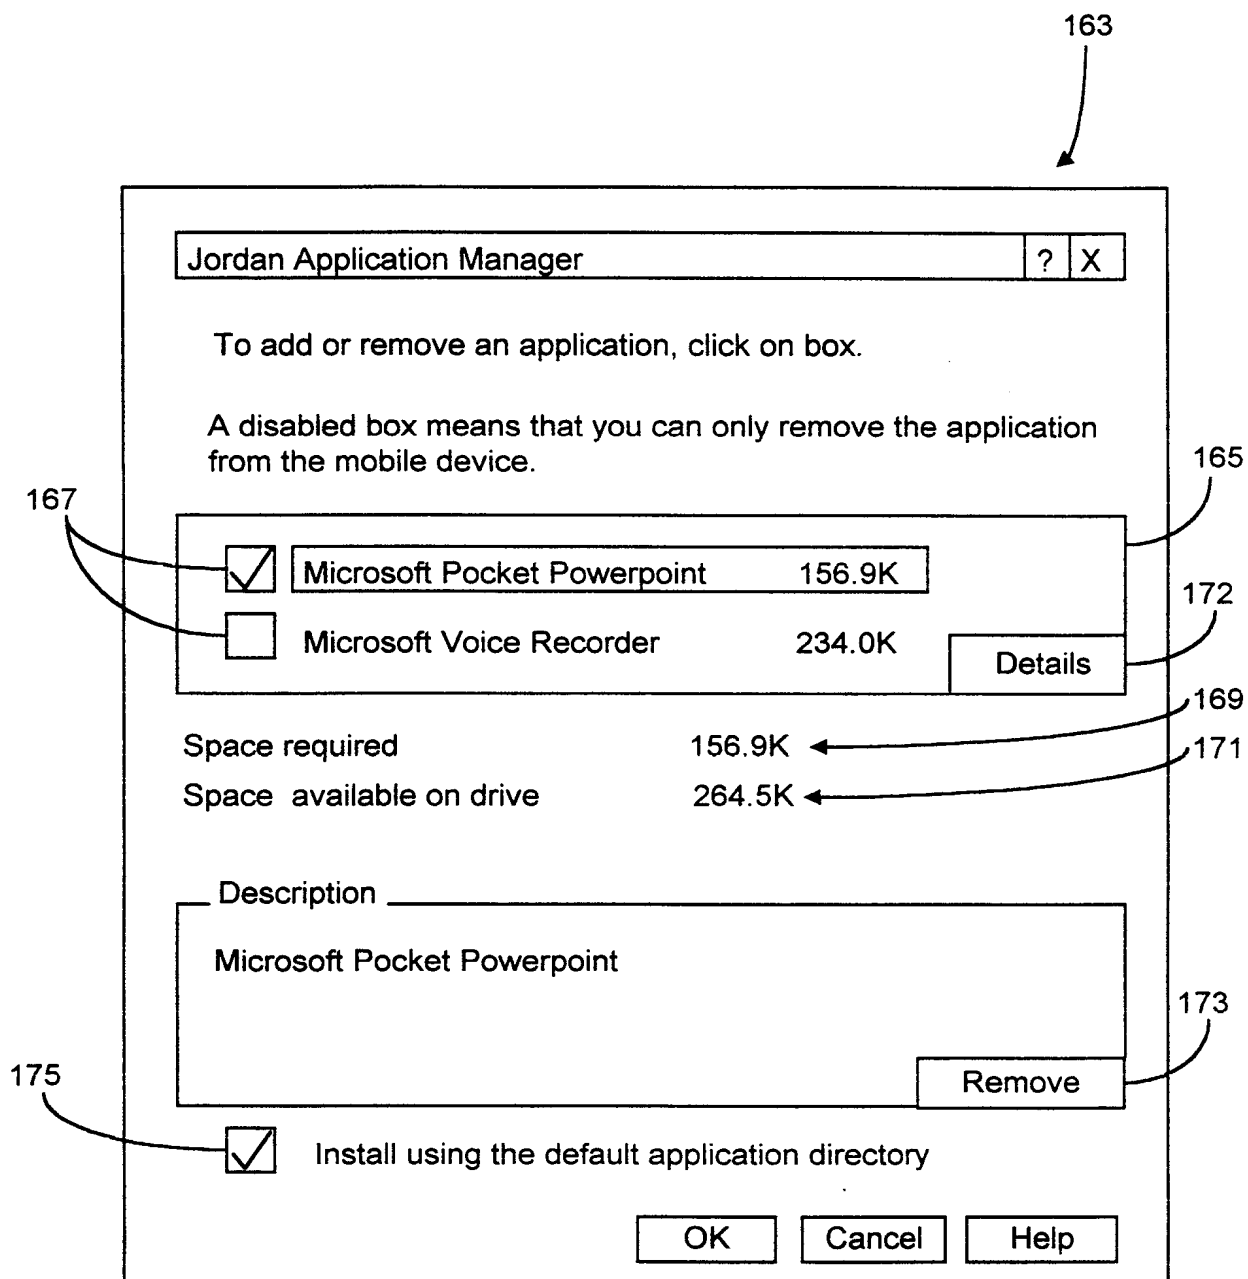 163
Jordan Application Manager ? X
To add or remove an application, click on box.
A disabled box means that you can only remove the application
from the mobile device.
165
167
Microsoft Pocket Powerpoint 156.9K
172
Microsoft Voice Recorder 234.0K
Details
169
Space required 156.9K
171
Space available on drive 264.5K
Description
Microsoft Pocket Powerpoint
173
Remove
175
Install using the default application directory
OK Cancel Help